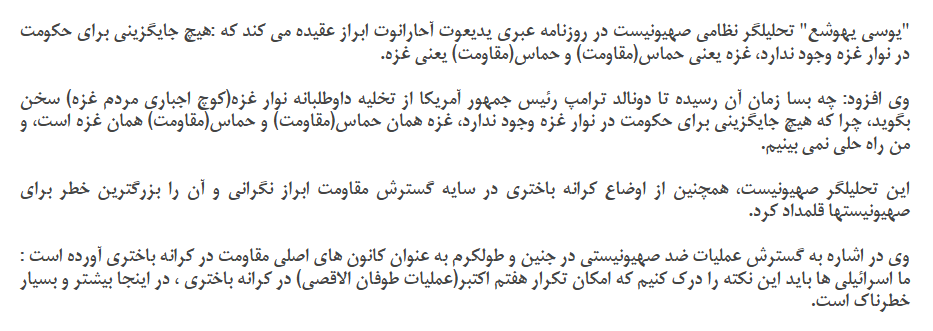 "یوسی یهوشع" تحلیلگر نظامی صهیونیست در روزنامه عبری یدیعوت آحارانوت ابراز عقیده می کند که :هیچ جایگزینی برای حکومت
در نوار غزه وجود ندارد، غزه یعنی حماس(مقاومت) و حماس(مقاومت) یعنی غزه.
وی افزود: چه بسا زمان آن رسیده تا دونالد ترامپ رئیس جمهور آمریکا از تخلیه داوطلبانه نوار غزه(کوچ اجباری مردم غزه) سخن
بگوید، چرا که هیچ جایگزینی برای حکومت در نوار غزه وجود ندارد، غزه همان حماس(مقاومت) و حماس(مقاومت) همان غزه است، و
من راه حلی نمی بینیم.
این تحلیلگر صهیونیست، همچنین از اوضاع کرانه باختری در سایه گسترش مقاومت ابراز نگرانی و آن را بزرگترین خطر برای
صهیونیستها قلمداد کرد.
وی در اشاره به گسترش عملیات ضد صهیونیستی در جنین و طولکرم به عنوان کانون های اصلی مقاومت در کرانه باختری آورده است :
ما اسرائیلی ها باید این نکته را درک کنیم که امکان تکرار هفتم اکتبر(عملیات طوفان الاقصی) در کرانه باختری ، در اینجا بیشتر و بسیار
خطرناک است.